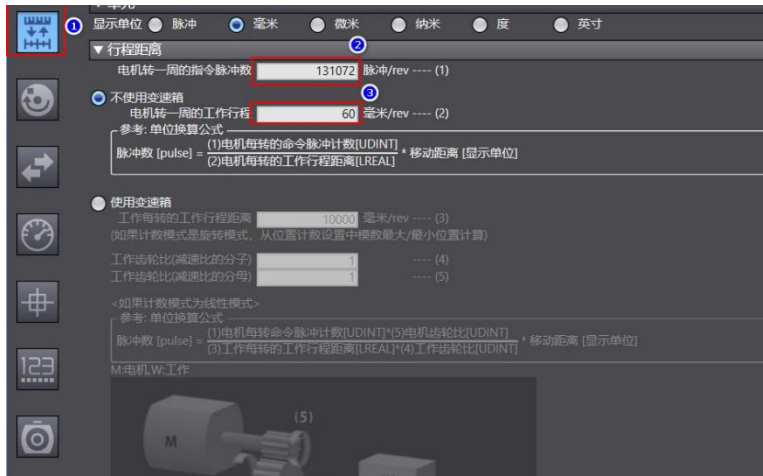 ▼ 单元
1 显示单位 脉冲 毫米 微米 纳米 度 英寸
▼ 行程距离 2
电机转一周的指令脉冲数 131072 脉冲/rev ---- (1)
不使用变速箱 3
电机转一周的工作行程 60 毫米/rev ---- (2)
参考: 单位换算公式
脉冲数 [pulse] = (1)电机每转的命令脉冲计数[UDINT] * 移动距离 [显示单位]
(2)电机每转的工作行程距离[LREAL]
使用变速箱
工作每转的工作行程距离 10000 毫米/rev ---- (3)
(如果计数模式是旋转模式，从位置计数设置中模数最大/最小位置计算)
工作齿轮比(减速比的分子) 1 ---- (4)
工作齿轮比(减速比的分母) 1 ---- (5)
<如果计数模式为线性模式>
参考: 单位换算公式
脉冲数 [pulse] = (1)电机每转命令脉冲计数[UDINT]*(5)电机齿轮比[UDINT] * 移动距离 [显示单位]
(3)工作每转的工作行程距离[LREAL]*(4)工作齿轮比[UDINT]
123
M:电机,W:工作
(5)
M